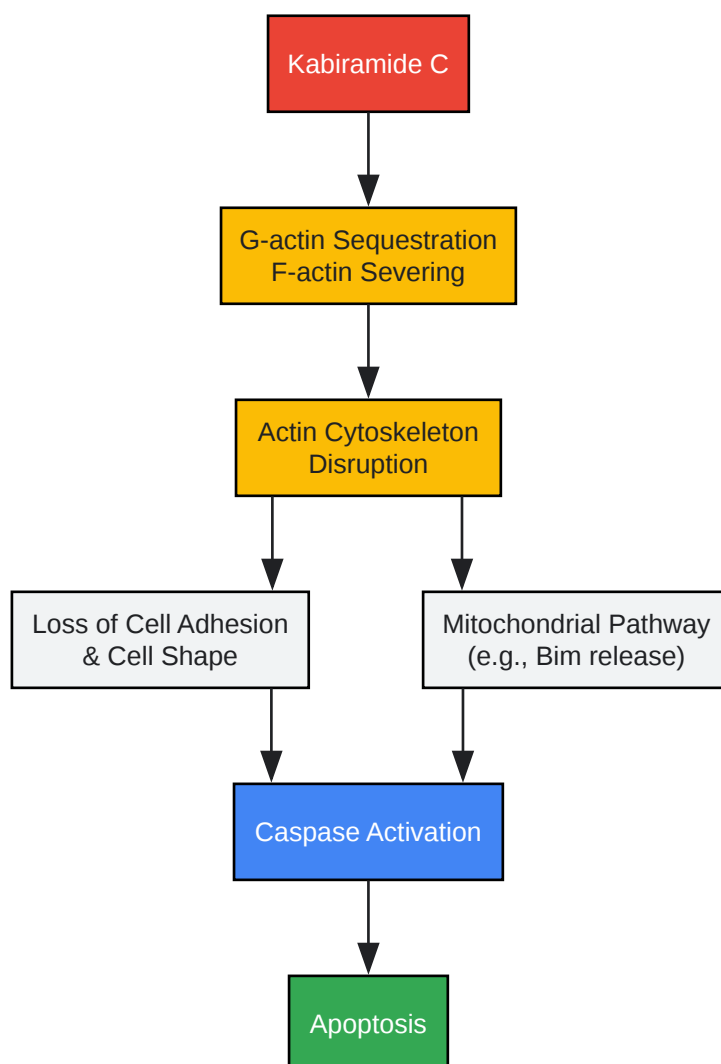 Kabiramide C
G-actin Sequestration
F-actin Severing
Actin Cytoskeleton
Disruption
Loss of Cell Adhesion
& Cell Shape
Mitochondrial Pathway
(e.g., Bim release)
Caspase Activation
Apoptosis